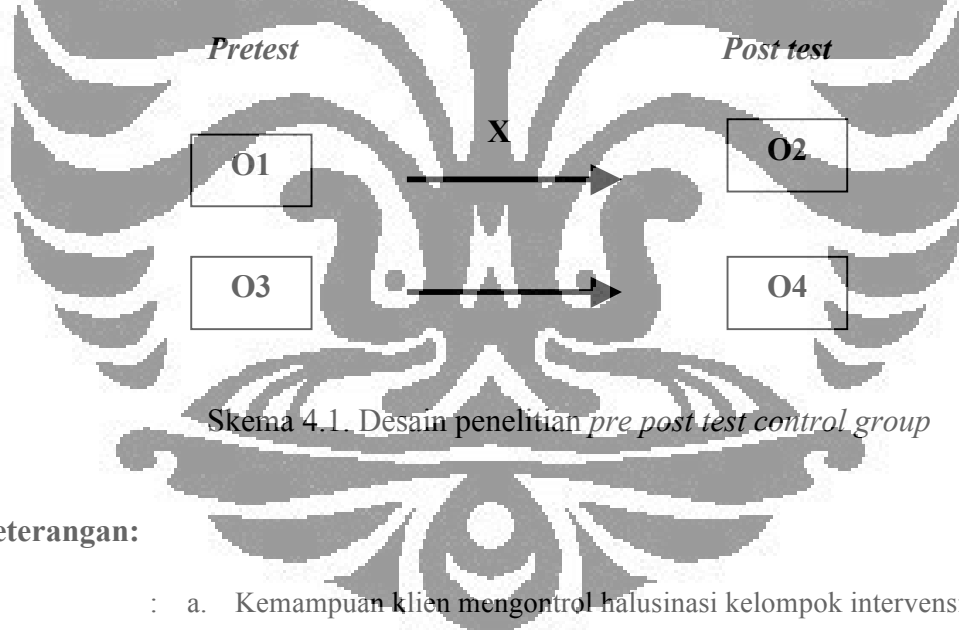 Pretest Post test
X
O1 O2
O3 O4
Skema 4.1. Desain penelitian pre post test control group
eterangan:
: a. Kemampuan klien mengontrol halusinasi kelompok intervens